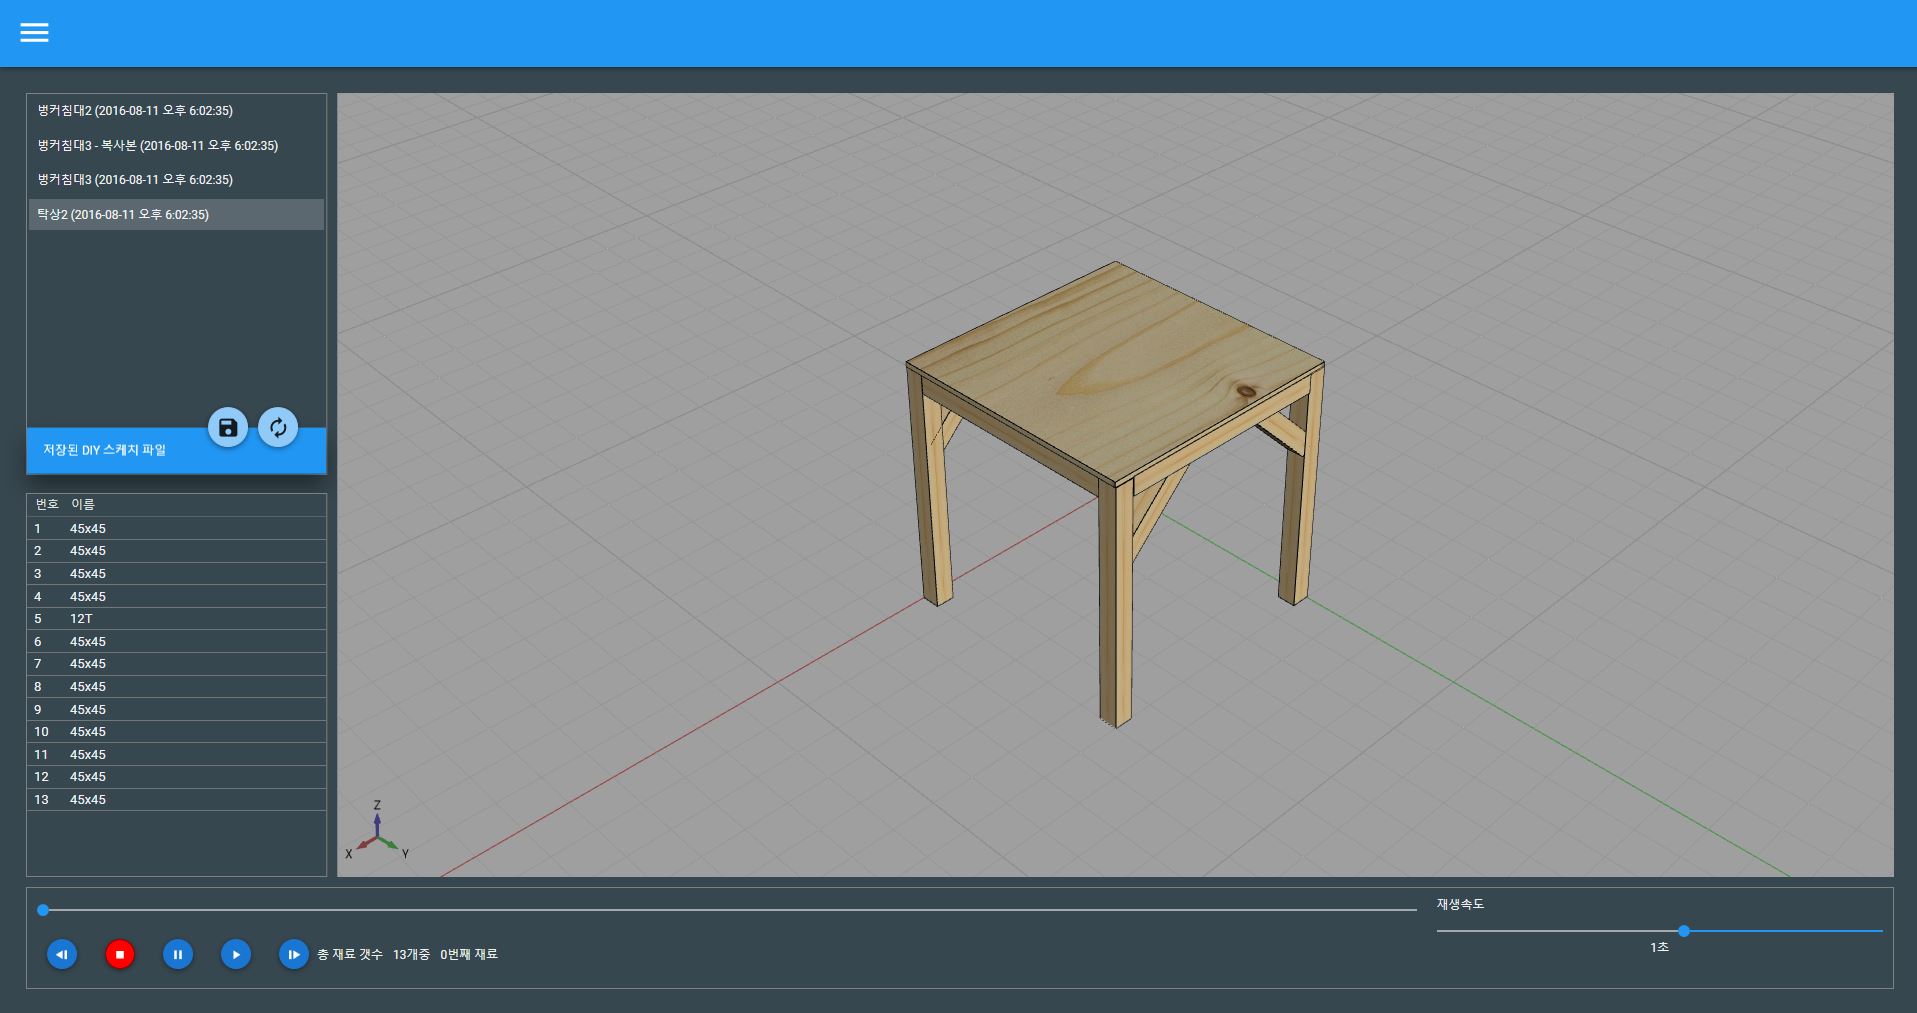 벙커침대2 (2016-08-11 오후 6:02:35)
벙커침대3 - 복사본 (2016-08-11 오후 6:02:35)
벙커침대3 (2016-08-11 오후 6:02:35)
탁상2 (2016-08-11 오후 6:02:35)
저장된 DIY 스케치 파일
번호 이름
1 45x45
2 45x45
3 45x45
4 45x45
5 12T
6 45x45
7 45x45
8 45x45
9 45x45
10 45x45
11 45x45
12 45x45
13 45x45
Z
X Y
재생속도
1초
총 재료 갯수 13개중 0번째 재료